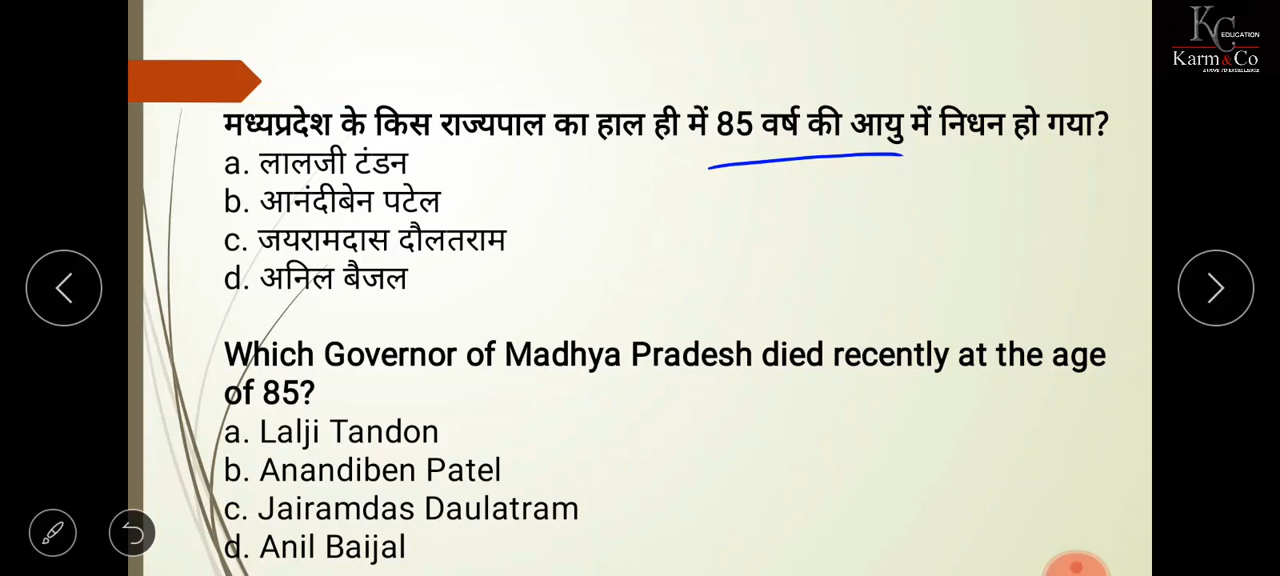 KC EDUCATION
Karm&Co
मध्यप्रदेश के किस राज्यपाल का हाल ही में 85 वर्ष की आयु में निधन हो गया?
a. लालजी टंडन
b. आनंदीबेन पटेल
c. जयरामदास दौलतराम
d. अनिल बैजल
Which Governor of Madhya Pradesh died recently at the age
of 85?
a. Lalji Tandon
b. Anandiben Patel
c. Jairamdas Daulatram
d. Anil Baijal